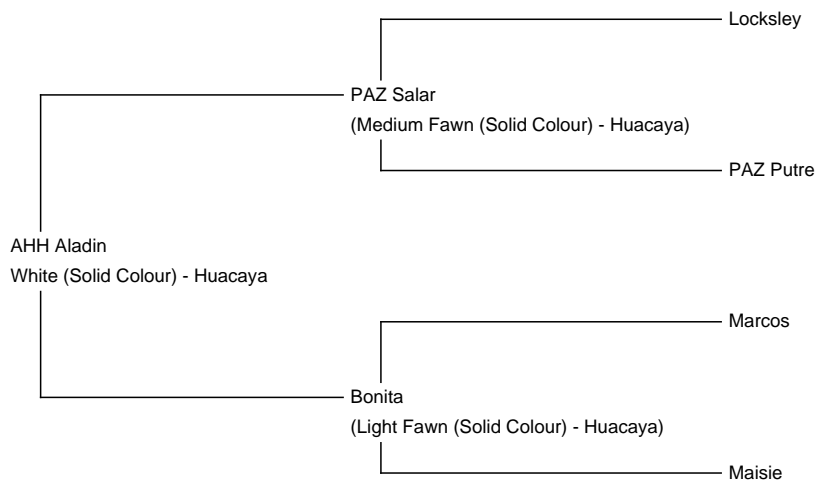 Locksley
PAZ Salar
(Medium Fawn (Solid Colour) - Huacaya)
PAZ Putre
AHH Aladin
White (Solid Colour) - Huacaya
Marcos
Bonita
(Light Fawn (Solid Colour) - Huacaya)
Maisie